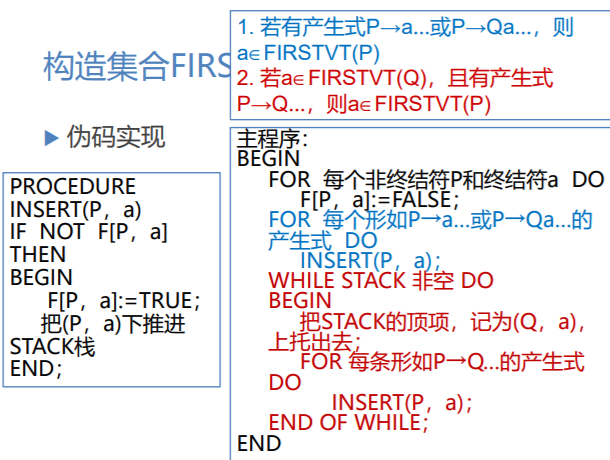 构造集合FIRS
1. 若有产生式P→a...或P→Qa...，则
a∈FIRSTVT(P)
2. 若a∈FIRSTVT(Q)，且有产生式
P→Q...，则a∈FIRSTVT(P)
▶ 伪码实现
PROCEDURE
INSERT(P，a)
IF NOT F[P，a]
THEN
BEGIN
F[P，a]:=TRUE；
把(P，a)下推进
STACK栈
END；
主程序：
BEGIN
FOR 每个非终结符P和终结符a DO
F[P，a]:=FALSE；
FOR 每个形如P→a...或P→Qa...的
产生式 DO
INSERT(P，a)；
WHILE STACK 非空 DO
BEGIN
把STACK的顶项，记为(Q，a)，
上托出去；
FOR 每条形如P→Q...的产生式
DO
INSERT(P，a)；
END OF WHILE；
END